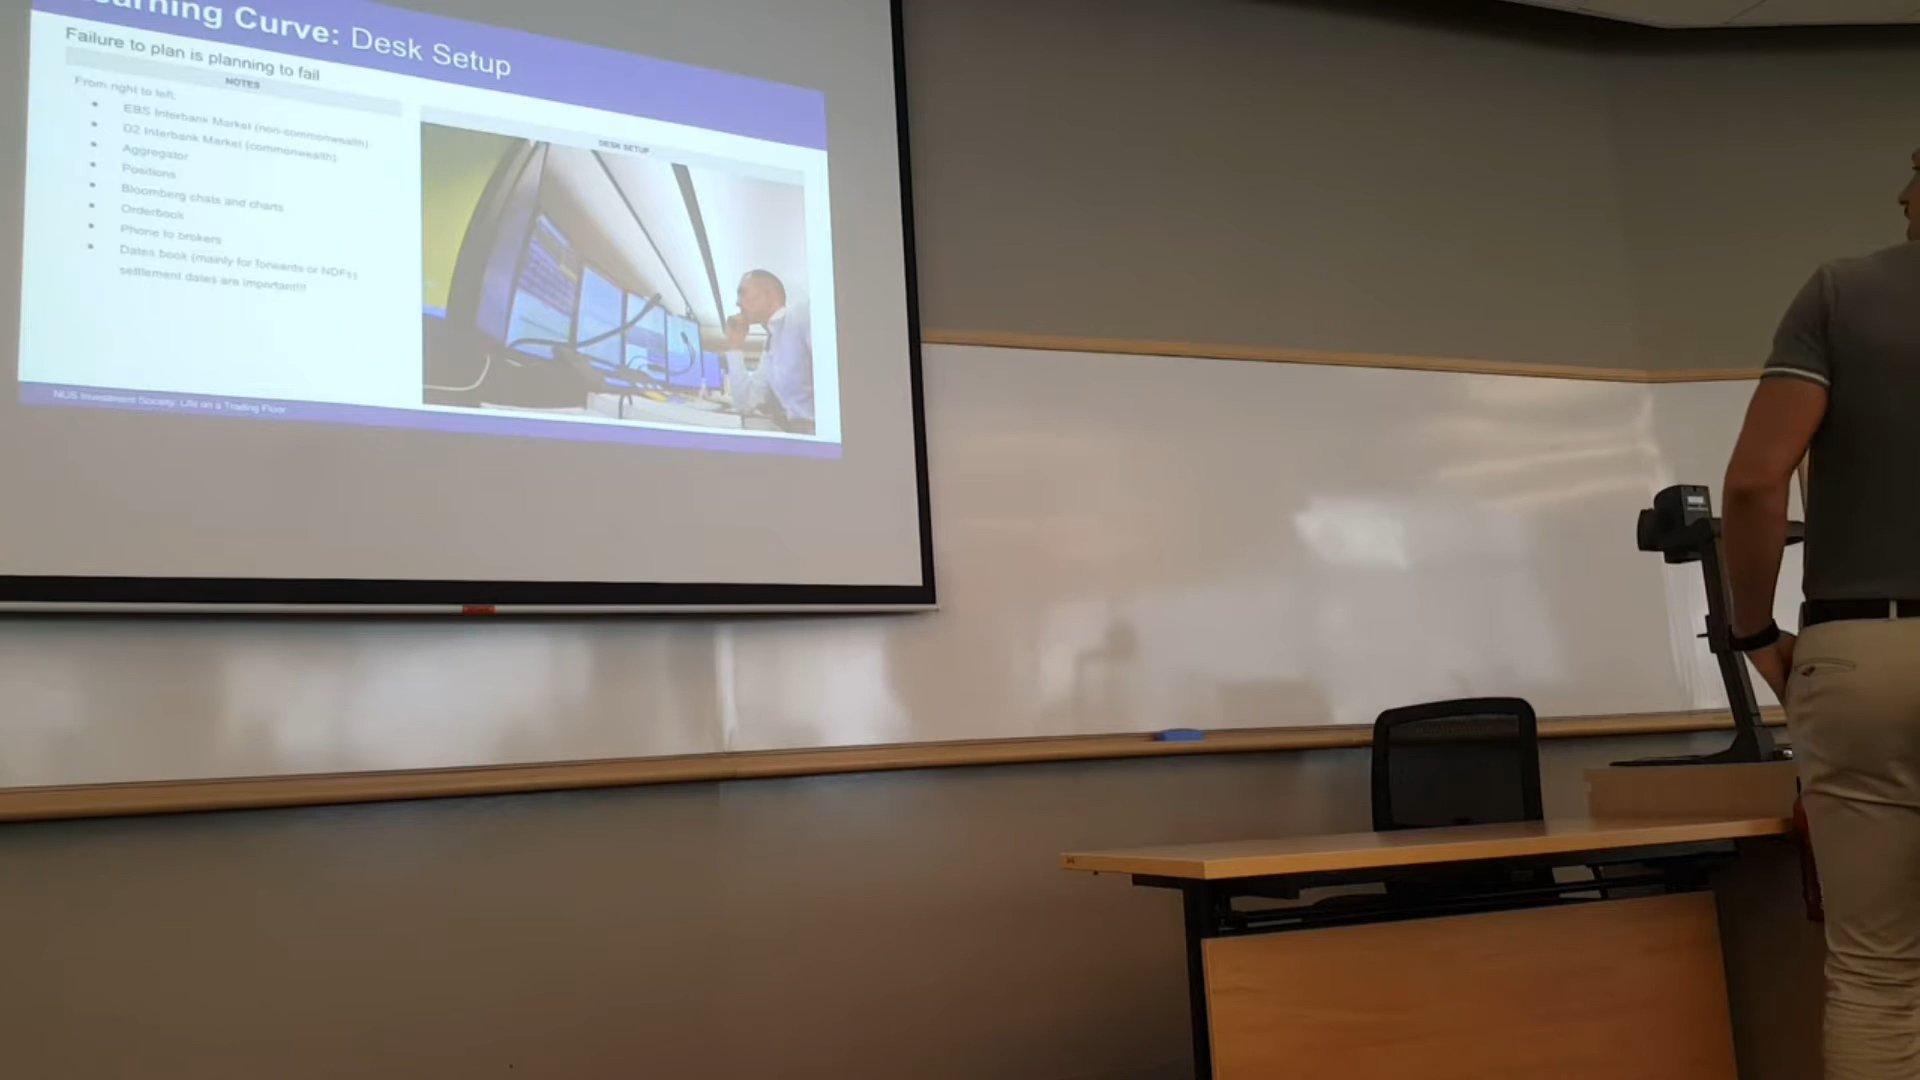 arning Curve: Desk Setup
Failure to plan is planning to fail
NOTES
From right to left:
EBS Interbank Market (non-commonwealth)
D2 Interbank Market (commonwealth)
Aggregator
Positions
Bloomberg chats and charts
Orderbook
Phone to brokers
Dates book (mainly for forwards or NDFs)
settlement dates are important!!!
DESK SETUP
NUS Investment Society: Life on a Trading Floor